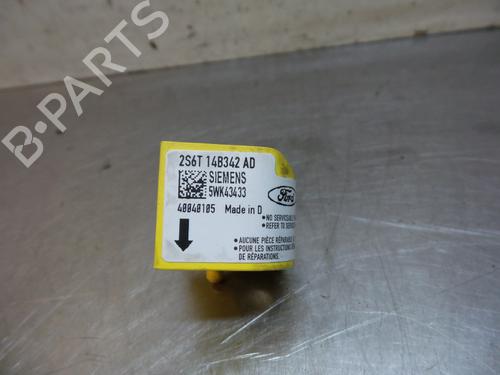 2S6T 14B342 AD
SIEMENS
5WK43433
40040105 Made in D
Ford
• NO SERVICEABLE
• REFER TO SERVICE
• AUCUNE PIÈCE RÉPARABLE
• POUR LES INSTRUCTIONS
DE RÉPARATIONS.
B-PARTS